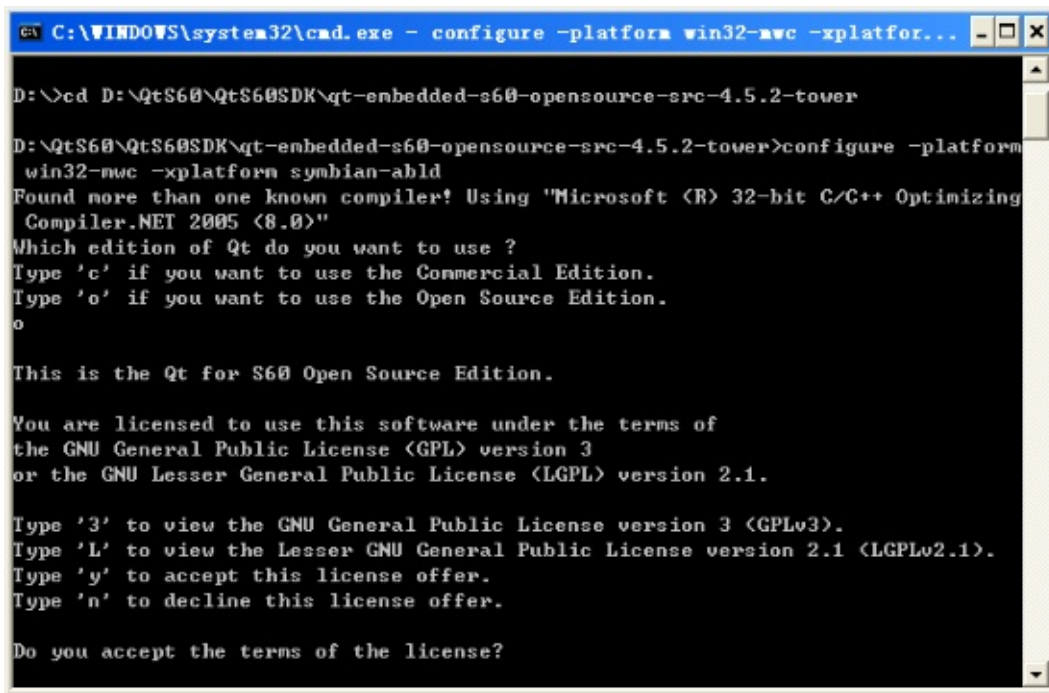 C:\WINDOWS\system32\cmd.exe - configure -platform win32-mwc -xplatfor...
D:\>cd D:\QtS60\QtS60SDK\qt-embedded-s60-opensource-src-4.5.2-tower
D:\QtS60\QtS60SDK\qt-embedded-s60-opensource-src-4.5.2-tower>configure -platform
win32-mwc -xplatform symbian-abld
Found more than one known compiler! Using "Microsoft (R) 32-bit C/C++ Optimizing
Compiler.NET 2005 (8.0)"
Which edition of Qt do you want to use ?
Type 'c' if you want to use the Commercial Edition.
Type 'o' if you want to use the Open Source Edition.
o
This is the Qt for S60 Open Source Edition.
You are licensed to use this software under the terms of
the GNU General Public License (GPL) version 3
or the GNU Lesser General Public License (LGPL) version 2.1.
Type '3' to view the GNU General Public License version 3 (GPLv3).
Type 'L' to view the Lesser GNU General Public License version 2.1 (LGPLv2.1).
Type 'y' to accept this license offer.
Type 'n' to decline this license offer.
Do you accept the terms of the license?